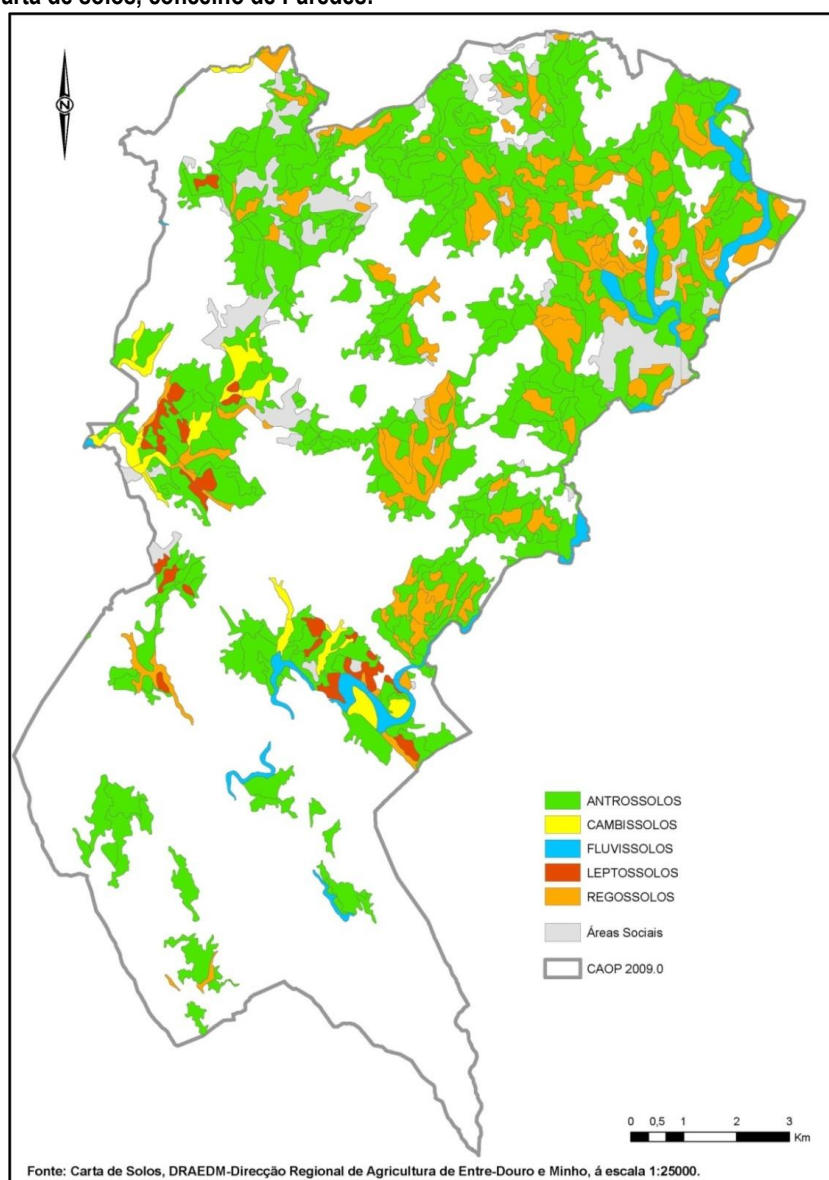 arta de solos, concelho de Paredes.
N
ANTROSSOLOS
CAMBISSOLOS
FLUVISSOLOS
LEPTOSSOLOS
REGOSSOLOS
Áreas Sociais
CAOP 2009.0
0 0,5 1 2 3
Km
Fonte: Carta de Solos, DRAEDM-Direcção Regional de Agricultura de Entre-Douro e Minho, á escala 1:25000.